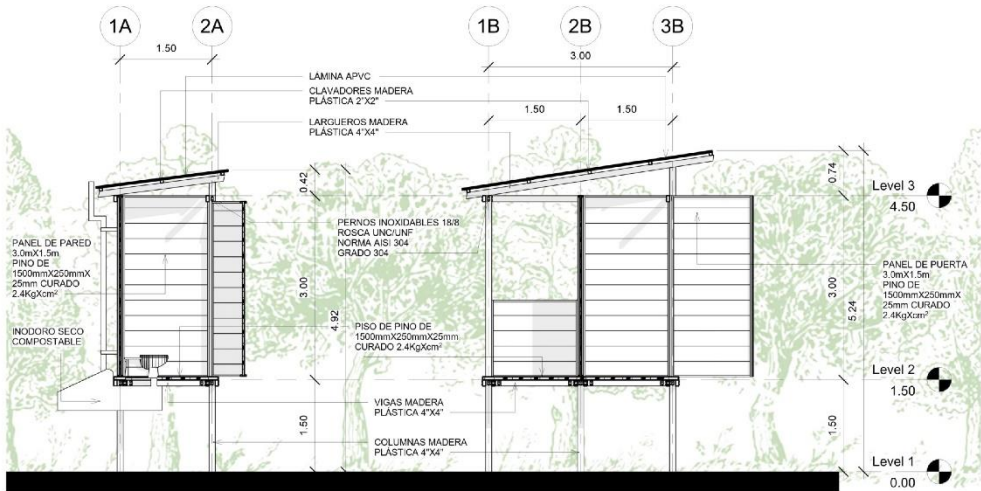 1A
2A
1B
2B
3B
1.50
3.00
1.50
1.50
LÁMINA APVC
CLAVADORES MADERA
PLÁSTICA 2"X2"
LARGUEROS MADERA
PLÁSTICA 4"X4"
0.42
0.74
Level 3
4.50
PERNOS INOXIDABLES 18/8
ROSCA UNC/UNF
NORMA AISI 304
GRADO 304
PANEL DE PARED
3.0mX1.5m
PINO DE
1500mmX250mmX
25mm CURADO
2.4KgXcm²
PANEL DE PUERTA
3.0mX1.5m
PINO DE
1500mmX250mmX
25mm CURADO
2.4KgXcm²
3.00
4.92
3.00
5.24
INODORO SECO
COMPOSTABLE
PISO DE PINO DE
1500mmX250mmX25mm
CURADO 2.4KgXcm²
Level 2
1.50
VIGAS MADERA
PLÁSTICA 4"X4"
1.50
1.50
COLUMNAS MADERA
PLÁSTICA 4"X4"
Level 1
0.00